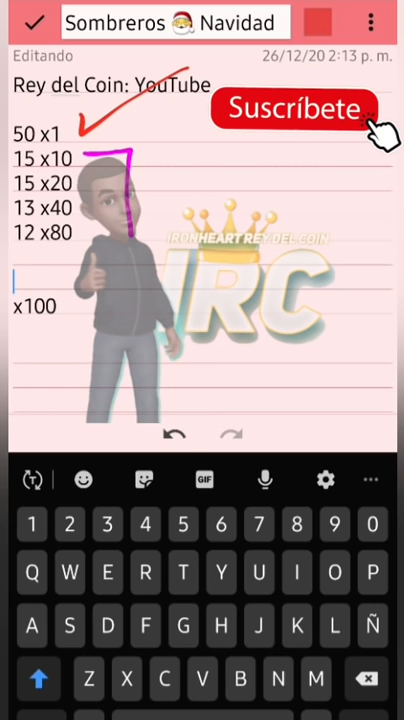 Sombreros 🎅 Navidad
Editando
26/12/20 2:13 p. m.
Rey del Coin: YouTube
Suscríbete
50 x1
15 x10
15 x20
13 x40
12 x80
x100
IRONHEART REY DEL COIN
IRC
GIF
1 2 3 4 5 6 7 8 9 0
Q W E R T Y U I O P
A S D F G H J K L Ñ
Z X C V B N M